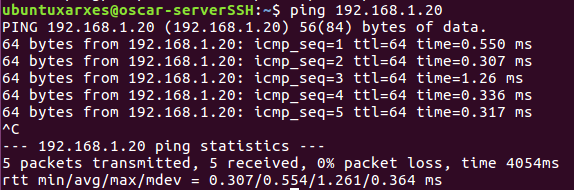 ubuntuxarxes@oscar-serverSSH:~$ ping 192.168.1.20
PING 192.168.1.20 (192.168.1.20) 56(84) bytes of data.
64 bytes from 192.168.1.20: icmp_seq=1 ttl=64 time=0.550 ms
64 bytes from 192.168.1.20: icmp_seq=2 ttl=64 time=0.307 ms
64 bytes from 192.168.1.20: icmp_seq=3 ttl=64 time=1.26 ms
64 bytes from 192.168.1.20: icmp_seq=4 ttl=64 time=0.336 ms
64 bytes from 192.168.1.20: icmp_seq=5 ttl=64 time=0.317 ms
^C
--- 192.168.1.20 ping statistics ---
5 packets transmitted, 5 received, 0% packet loss, time 4054ms
rtt min/avg/max/mdev = 0.307/0.554/1.261/0.364 ms